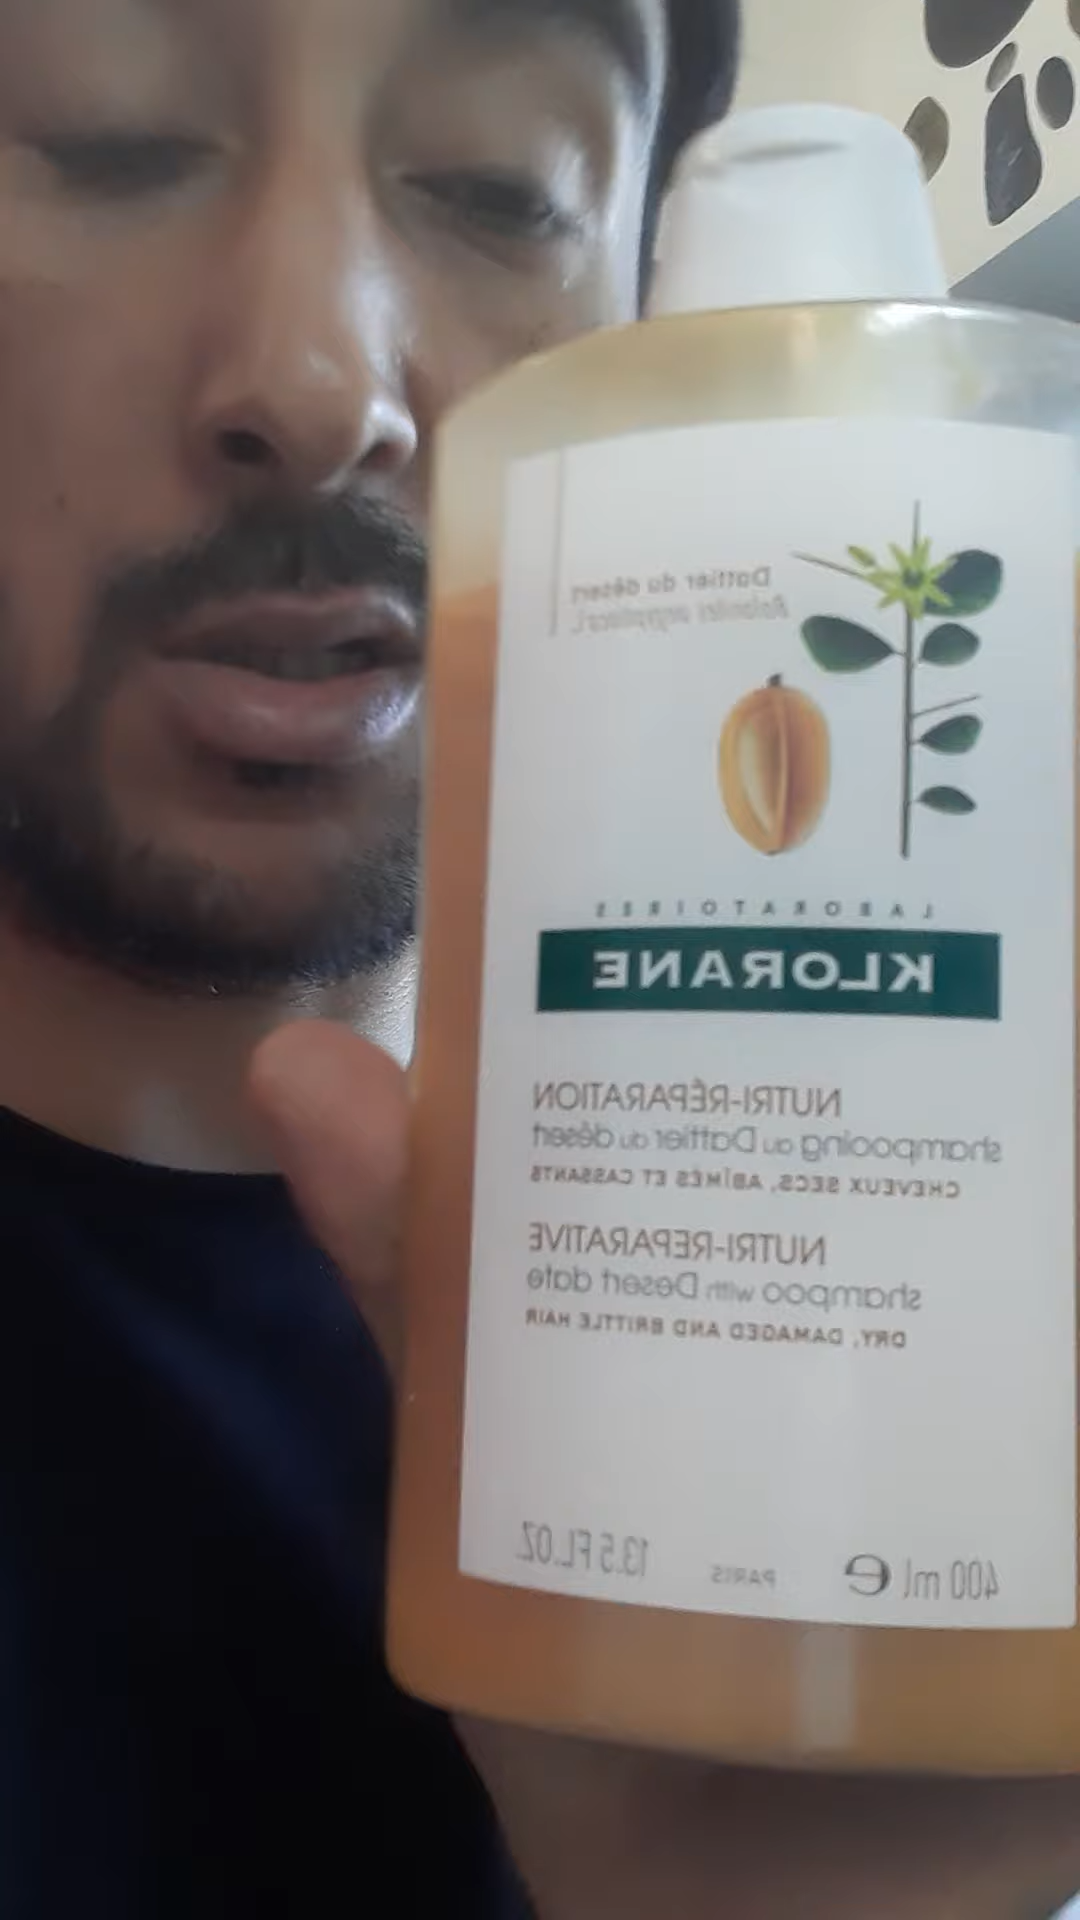 Dattier du désert
Balanites aegyptiaca L.
LABORATOIRES
KLORANE
NUTRI-RÉPARATION
shampooing au Dattier du désert
CHEVEUX SECS, ABÎMÉS ET CASSANTS
NUTRI-REPARATIVE
shampoo with Desert date
DRY, DAMAGED AND BRITTLE HAIR
400 ml e PARIS 13.5 FL.OZ.